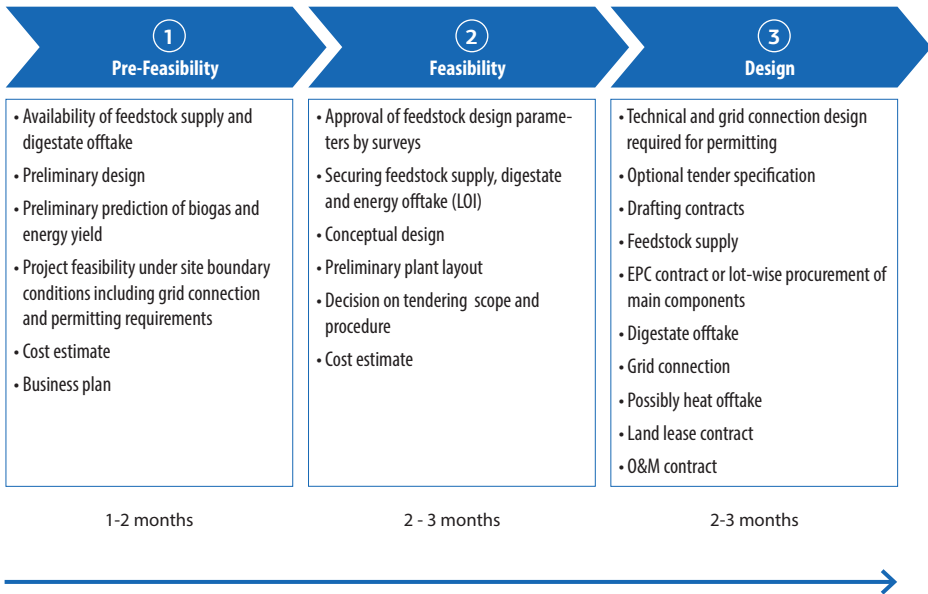 1
Pre-Feasibility
• Availability of feedstock supply and
digestate offtake
• Preliminary design
• Preliminary prediction of biogas and
energy yield
• Project feasibility under site boundary
conditions including grid connection
and permitting requirements
• Cost estimate
• Business plan
1-2 months
2
Feasibility
• Approval of feedstock design parame-
ters by surveys
• Securing feedstock supply, digestate
and energy offtake (LOI)
• Conceptual design
• Preliminary plant layout
• Decision on tendering scope and
procedure
• Cost estimate
2 - 3 months
3
Design
• Technical and grid connection design
required for permitting
• Optional tender specification
• Drafting contracts
• Feedstock supply
• EPC contract or lot-wise procurement of
main components
• Digestate offtake
• Grid connection
• Possibly heat offtake
• Land lease contract
• O&M contract
2-3 months